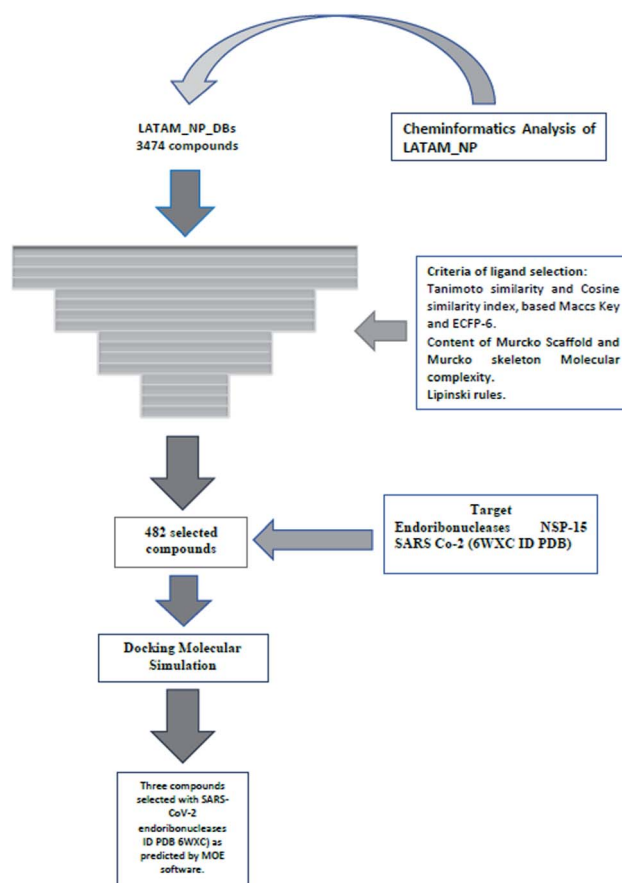 LATAM_NP_DBs
3474 compounds
Cheminformatics Analysis of
LATAM_NP
Criteria of ligand selection:
Tanimoto similarity and Cosine
similarity index, based Maccs Key
and ECFP-6.
Content of Murcko Scaffold and
Murcko skeleton Molecular
complexity.
Lipinski rules.
482 selected
compounds
Target
Endoribonucleases NSP-15
SARS Co-2 (6WXC ID PDB)
Docking Molecular
Simulation
Three compounds
selected with SARS-
CoV-2
endoribonucleases
ID PDB 6WXC) as
predicted by MOE
software.